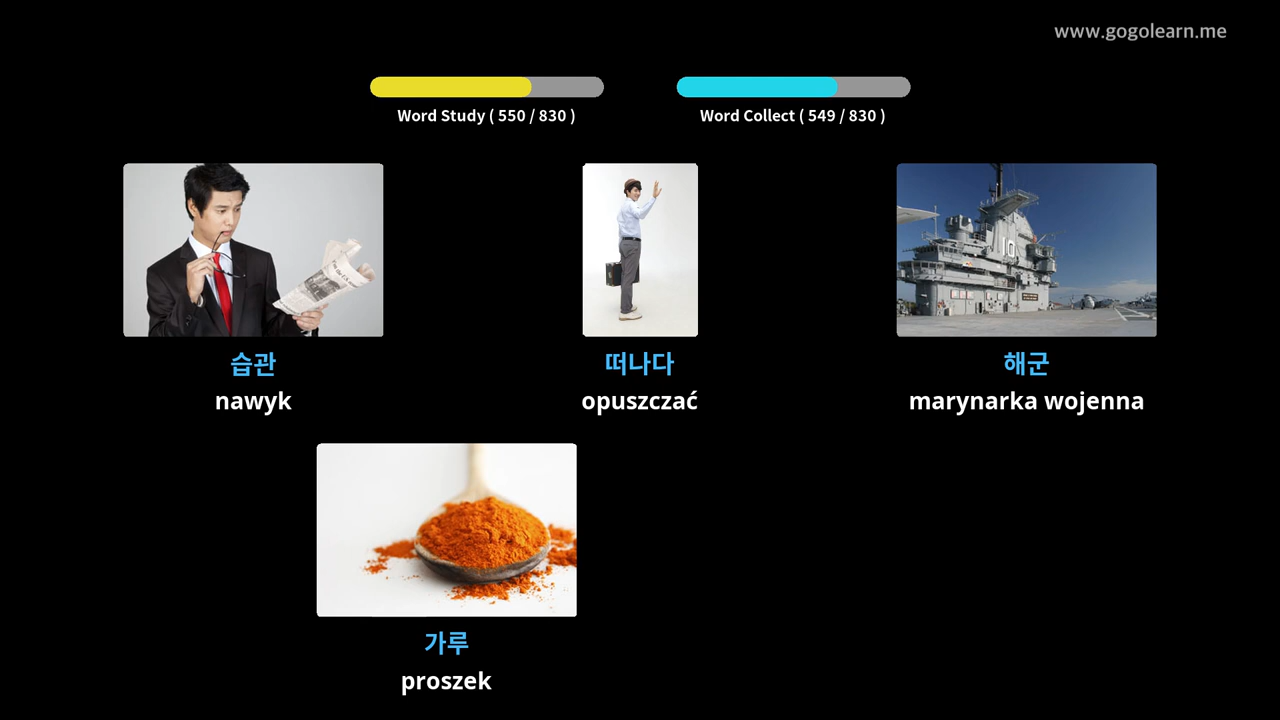 www.gogolearn.me
Word Study ( 550 / 830 )
Word Collect ( 549 / 830 )
습관
nawyk
떠나다
opuszczać
해군
marynarka wojenna
가루
proszek
10